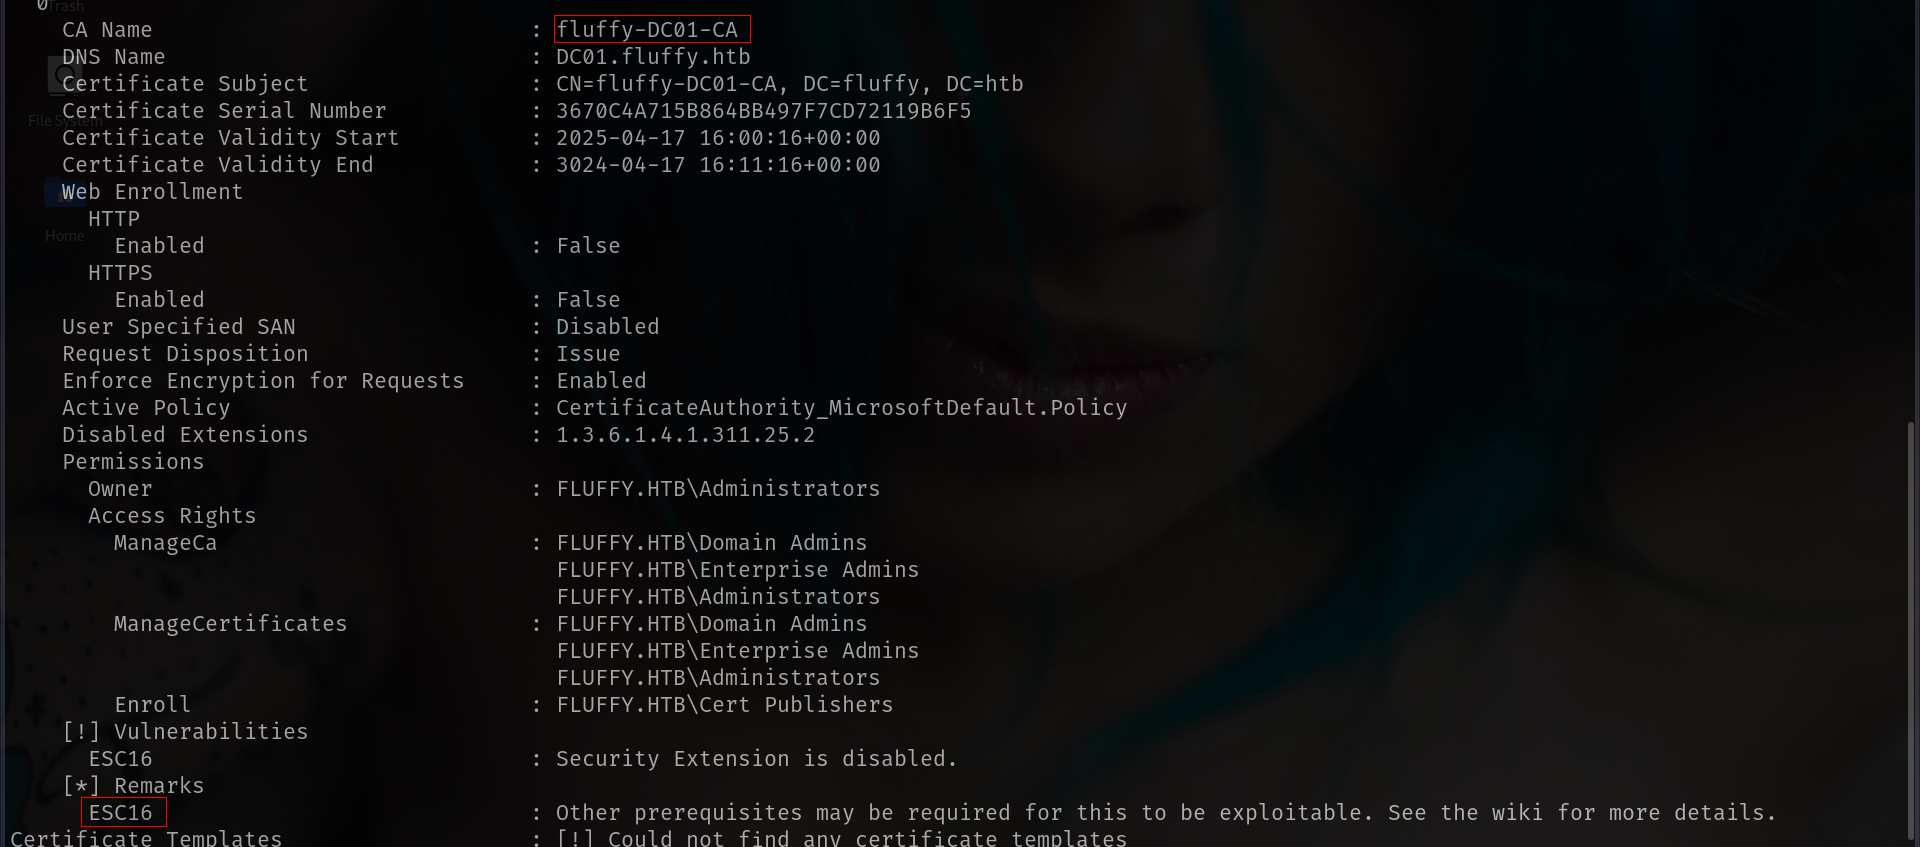 0
Trash
CA Name : fluffy-DC01-CA
DNS Name : DC01.fluffy.htb
Certificate Subject : CN=fluffy-DC01-CA, DC=fluffy, DC=htb
Certificate Serial Number : 3670C4A715B864BB497F7CD72119B6F5
File System
Certificate Validity Start : 2025-04-17 16:00:16+00:00
Certificate Validity End : 3024-04-17 16:11:16+00:00
Web Enrollment
HTTP
Home
Enabled : False
HTTPS
Enabled : False
User Specified SAN : Disabled
Request Disposition : Issue
Enforce Encryption for Requests : Enabled
Active Policy : CertificateAuthority_MicrosoftDefault.Policy
Disabled Extensions : 1.3.6.1.4.1.311.25.2
Permissions
Owner : FLUFFY.HTB\Administrators
Access Rights
ManageCa : FLUFFY.HTB\Domain Admins
FLUFFY.HTB\Enterprise Admins
FLUFFY.HTB\Administrators
ManageCertificates : FLUFFY.HTB\Domain Admins
FLUFFY.HTB\Enterprise Admins
FLUFFY.HTB\Administrators
Enroll : FLUFFY.HTB\Cert Publishers
[!] Vulnerabilities
ESC16 : Security Extension is disabled.
[*] Remarks
ESC16 : Other prerequisites may be required for this to be exploitable. See the wiki for more details.
Certificate Templates : [!] Could not find any certificate templates